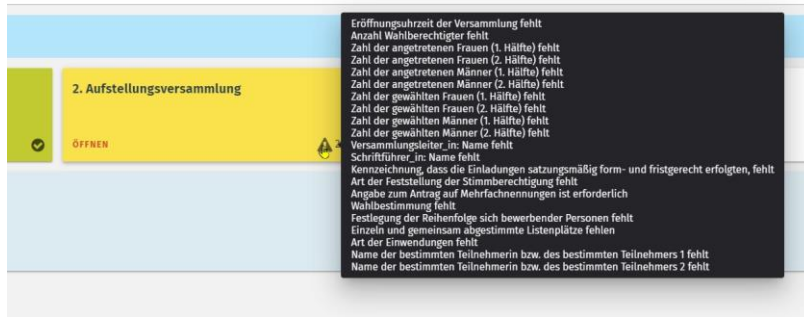 2. Aufstellungsversammlung
ÖFFNEN
Eröffnungsuhrzeit der Versammlung fehlt
Anzahl Wahlberechtigter fehlt
Zahl der angetretenen Frauen (1. Hälfte) fehlt
Zahl der angetretenen Frauen (2. Hälfte) fehlt
Zahl der angetretenen Männer (1. Hälfte) fehlt
Zahl der angetretenen Männer (2. Hälfte) fehlt
Zahl der gewählten Frauen (1. Hälfte) fehlt
Zahl der gewählten Frauen (2. Hälfte) fehlt
Zahl der gewählten Männer (1. Hälfte) fehlt
Zahl der gewählten Männer (2. Hälfte) fehlt
Versammlungsleiter_in: Name fehlt
Schriftführer_in: Name fehlt
Kennzeichnung, dass die Einladungen satzungsmäßig form- und fristgerecht erfolgten, fehlt
Art der Feststellung der Stimmberechtigung fehlt
Angabe zum Antrag auf Mehrfachnennungen ist erforderlich
Wahlbestimmung fehlt
Festlegung der Reihenfolge sich bewerbender Personen fehlt
Einzeln und gemeinsam abgestimmte Listenplätze fehlen
Art der Einwendungen fehlt
Name der bestimmten Teilnehmerin bzw. des bestimmten Teilnehmers 1 fehlt
Name der bestimmten Teilnehmerin bzw. des bestimmten Teilnehmers 2 fehlt